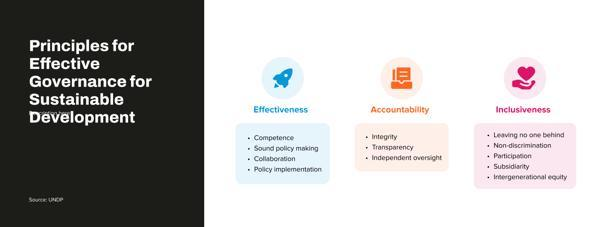 Principles for
Effective
Governance for
Sustainable
Development
Source: UNDP
Effectiveness
• Competence
• Sound policy making
• Collaboration
• Policy implementation
Accountability
• Integrity
• Transparency
• Independent oversight
Inclusiveness
• Leaving no one behind
• Non-discrimination
• Participation
• Subsidiarity
• Intergenerational equity